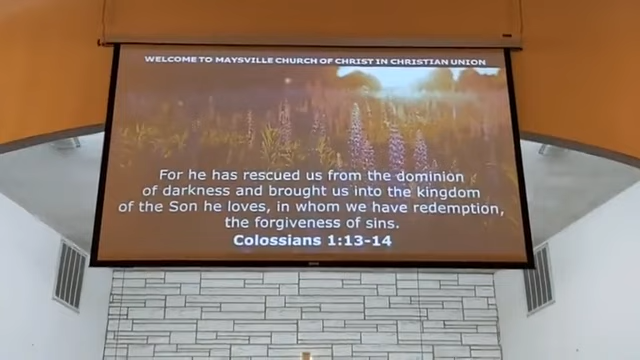 WELCOME TO MAYSVILLE CHURCH OF CHRIST IN CHRISTIAN UNION
For he has rescued us from the dominion
of darkness and brought us into the kingdom
of the Son he loves, in whom we have redemption,
the forgiveness of sins.
Colossians 1:13-14